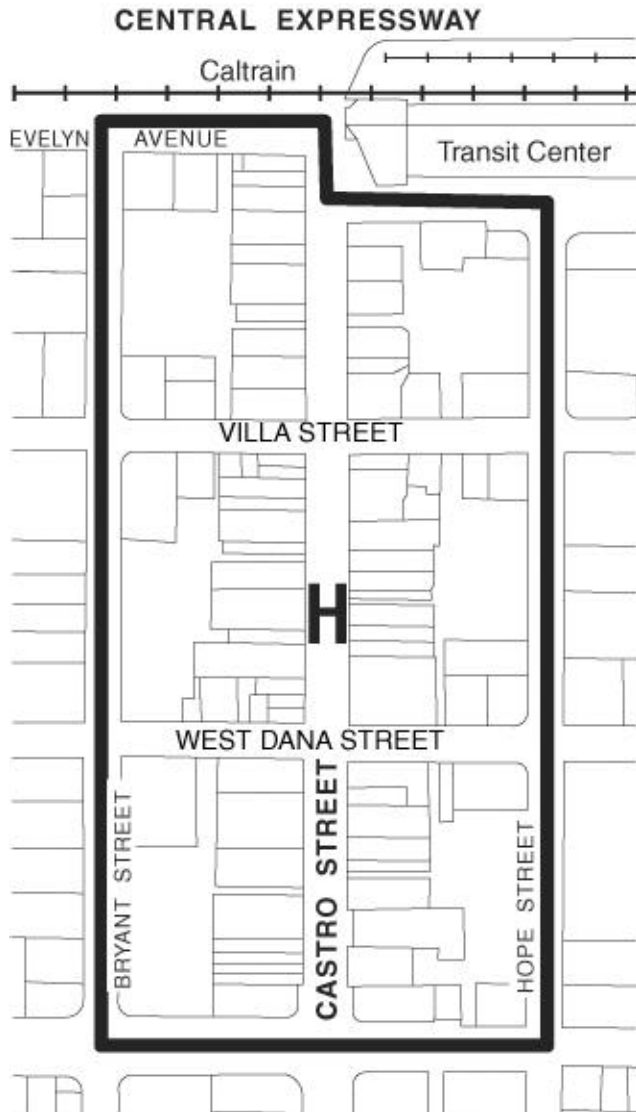 CENTRAL EXPRESSWAY
Caltrain
EVELYN AVENUE
Transit Center
VILLA STREET
H
WEST DANA STREET
BRYANT STREET
CASTRO STREET
HOPE STREET